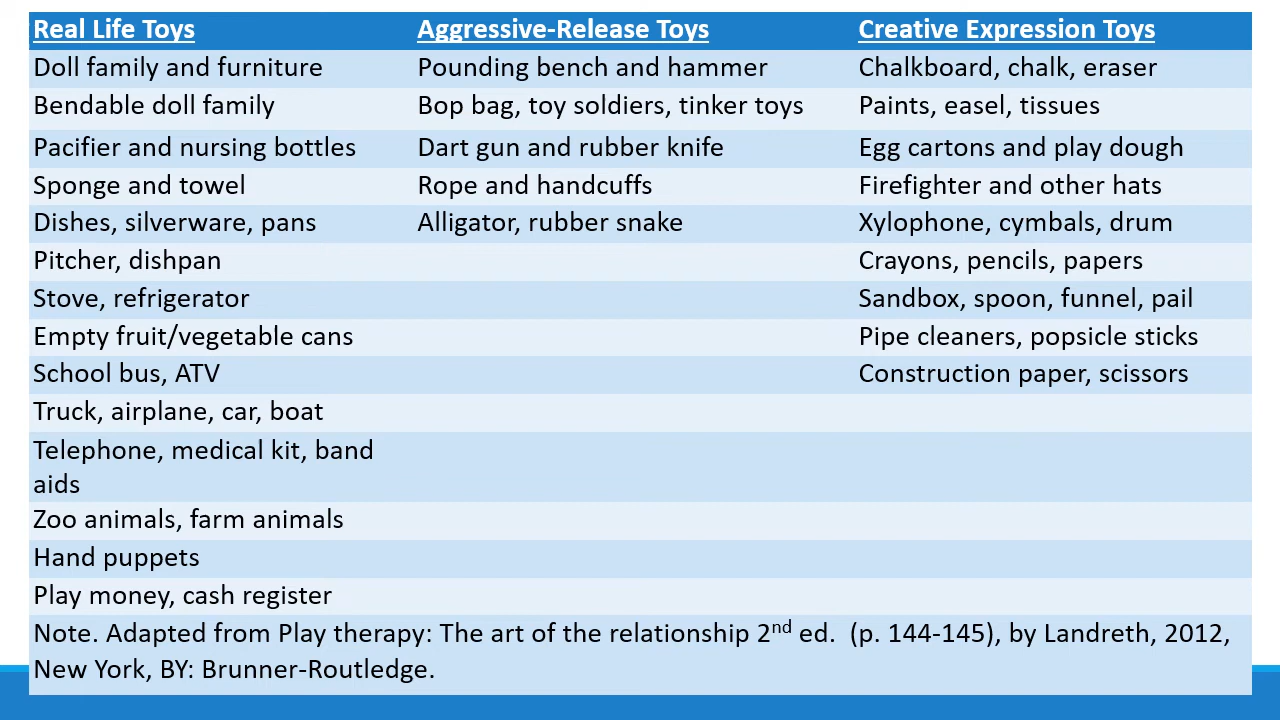 Real Life Toys Aggressive-Release Toys Creative Expression Toys
Doll family and furniture Pounding bench and hammer Chalkboard, chalk, eraser
Bendable doll family Bop bag, toy soldiers, tinker toys Paints, easel, tissues
Pacifier and nursing bottles Dart gun and rubber knife Egg cartons and play dough
Sponge and towel Rope and handcuffs Firefighter and other hats
Dishes, silverware, pans Alligator, rubber snake Xylophone, cymbals, drum
Pitcher, dishpan Crayons, pencils, papers
Stove, refrigerator Sandbox, spoon, funnel, pail
Empty fruit/vegetable cans Pipe cleaners, popsicle sticks
School bus, ATV Construction paper, scissors
Truck, airplane, car, boat
Telephone, medical kit, band
aids
Zoo animals, farm animals
Hand puppets
Play money, cash register
Note. Adapted from Play therapy: The art of the relationship 2nd ed. (p. 144-145), by Landreth, 2012,
New York, BY: Brunner-Routledge.